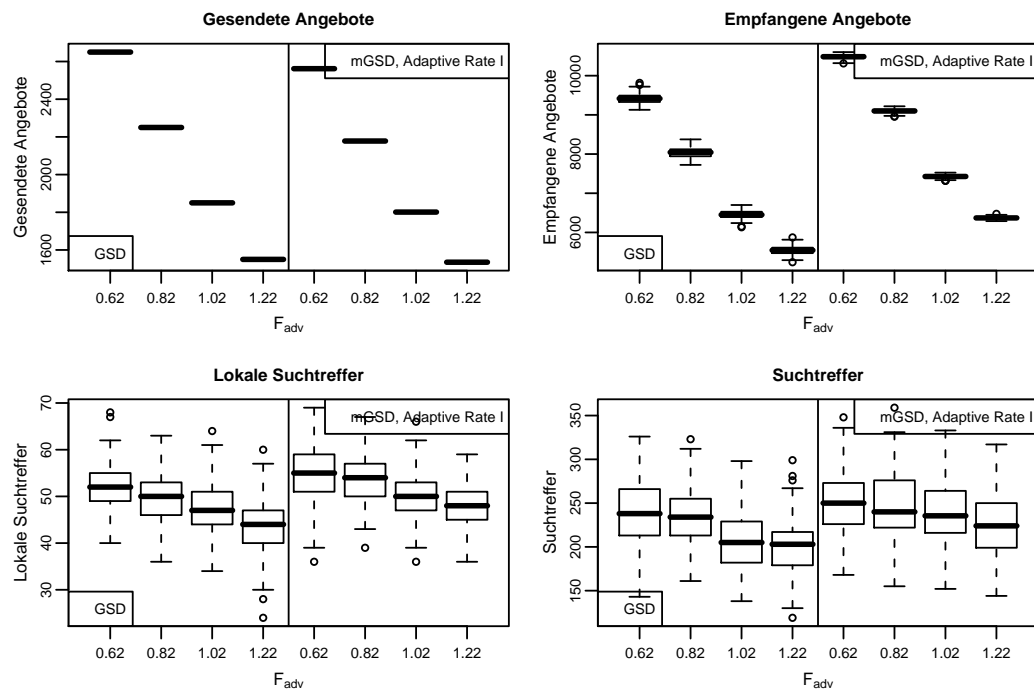 Gesendete Angebote
Gesendete Angebote
2400
2000
1600
mGSD, Adaptive Rate I
GSD
0.62 0.82 1.02 1.22 0.62 0.82 1.02 1.22
F_adv
Empfangene Angebote
Empfangene Angebote
10000
8000
6000
mGSD, Adaptive Rate I
GSD
0.62 0.82 1.02 1.22 0.62 0.82 1.02 1.22
F_adv
Lokale Suchtreffer
Lokale Suchtreffer
70
60
50
40
30
mGSD, Adaptive Rate I
GSD
0.62 0.82 1.02 1.22 0.62 0.82 1.02 1.22
F_adv
Suchtreffer
Suchtreffer
350
300
250
200
150
mGSD, Adaptive Rate I
GSD
0.62 0.82 1.02 1.22 0.62 0.82 1.02 1.22
F_adv